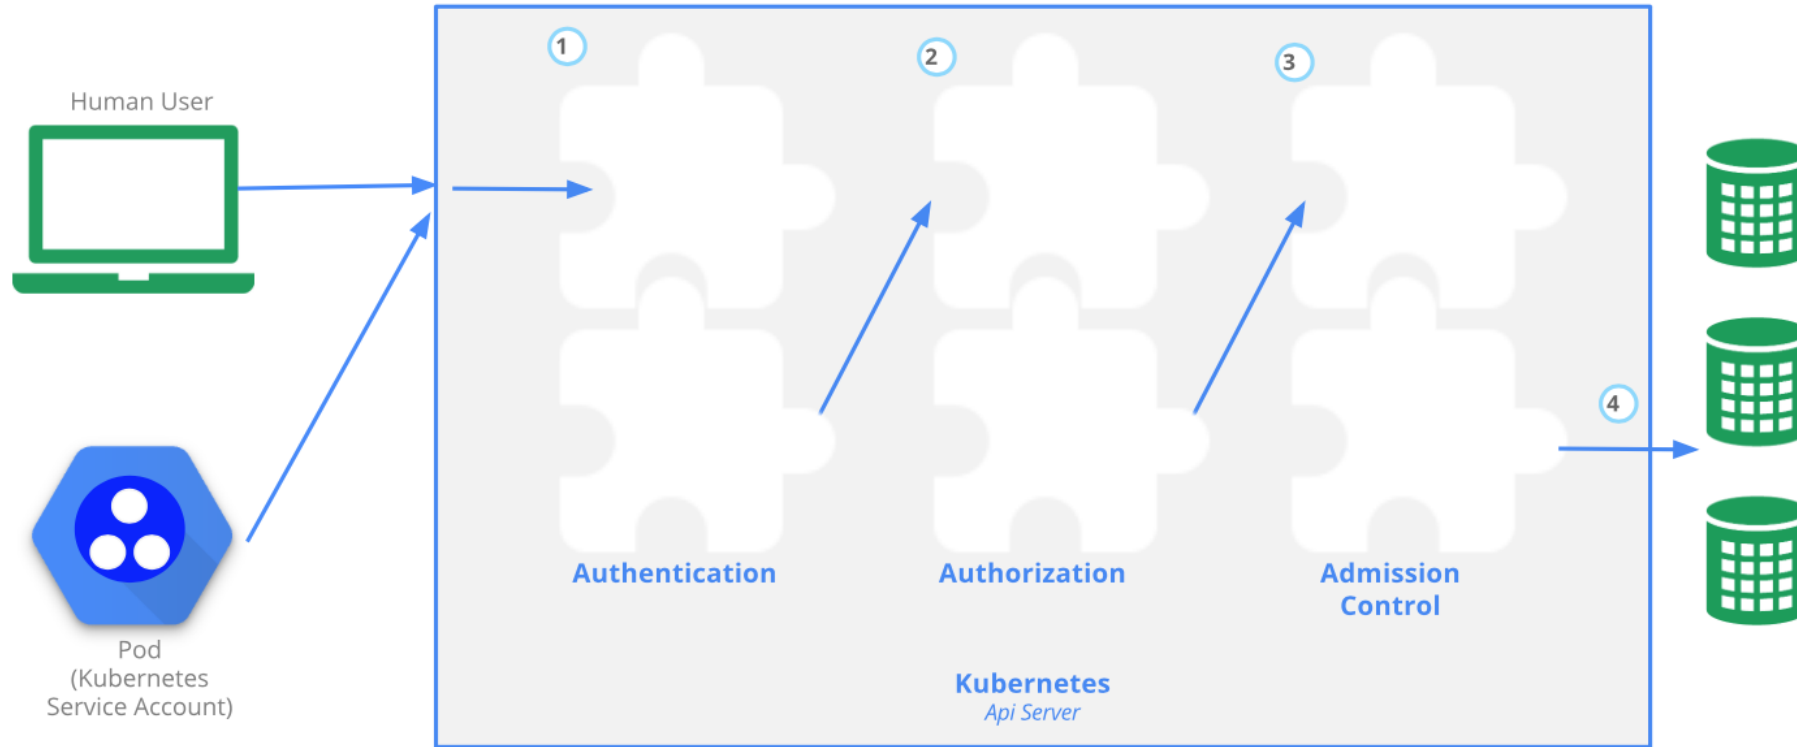 Human User
1
2
3
4
Authentication
Authorization
Admission
Control
Pod
(Kubernetes
Service Account)
Kubernetes
Api Server